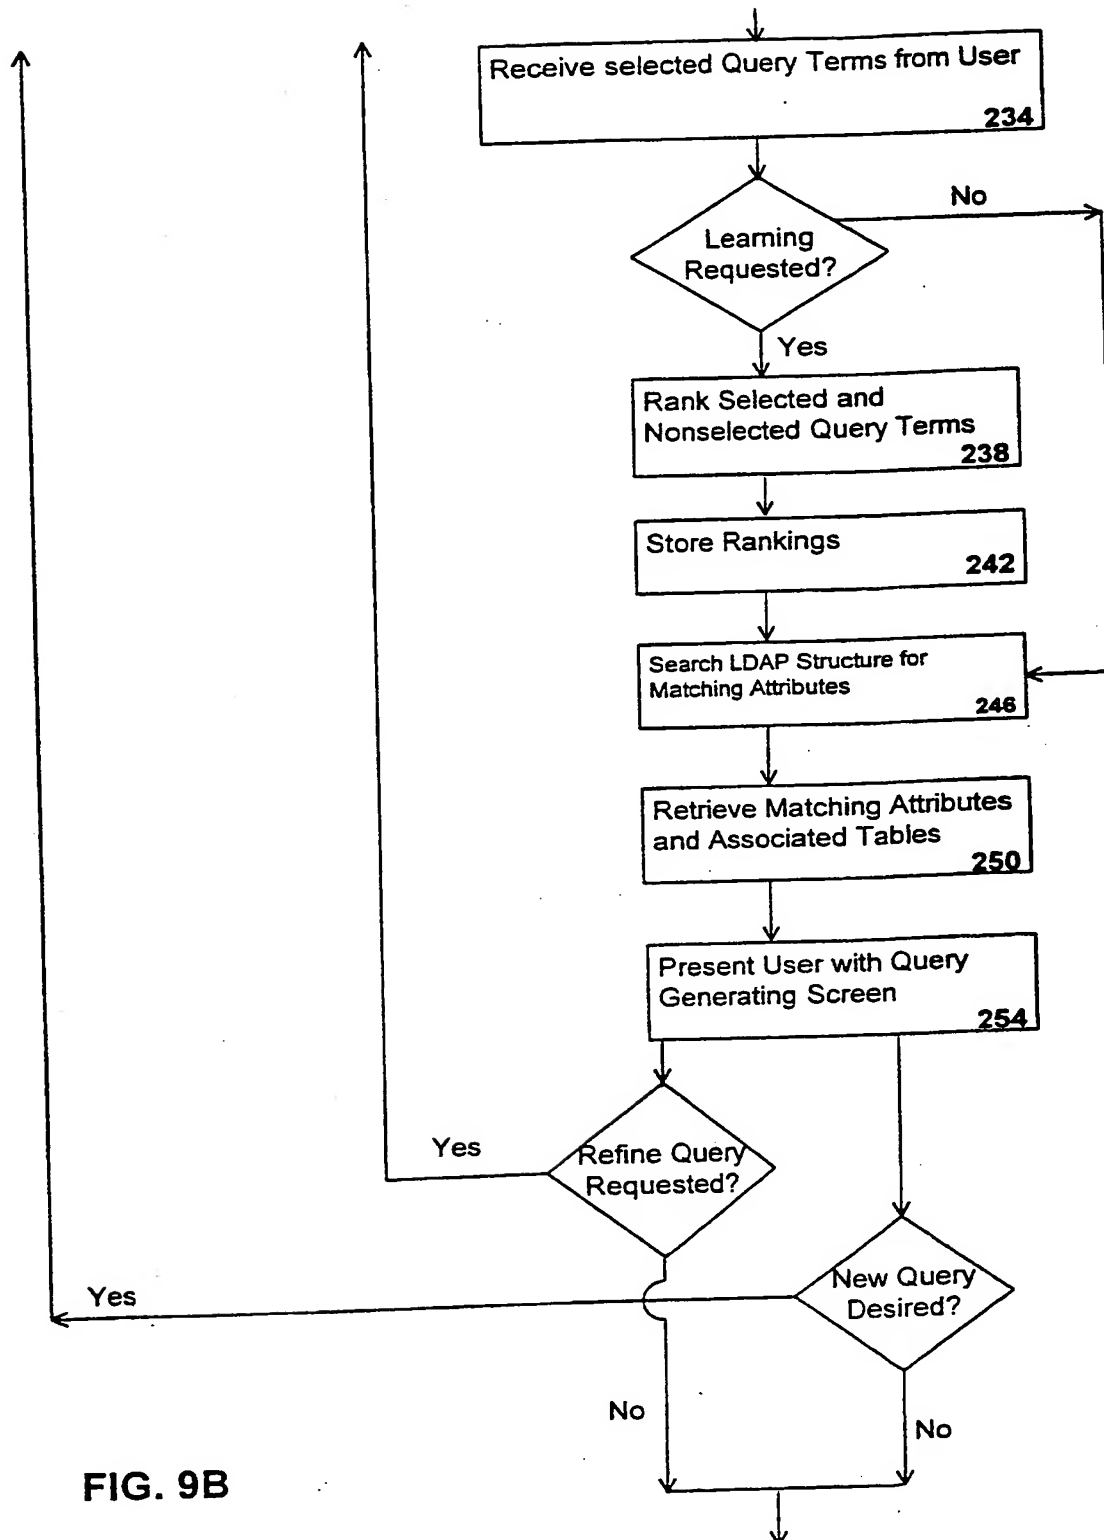 Receive selected Query Terms from User
234
No
Learning
Requested?
Yes
Rank Selected and
Nonselected Query Terms
238
Store Rankings
242
Search LDAP Structure for
Matching Attributes
246
Retrieve Matching Attributes
and Associated Tables
250
Present User with Query
Generating Screen
254
Yes
Refine Query
Requested?
Yes
New Query
Desired?
No
No
FIG. 9B